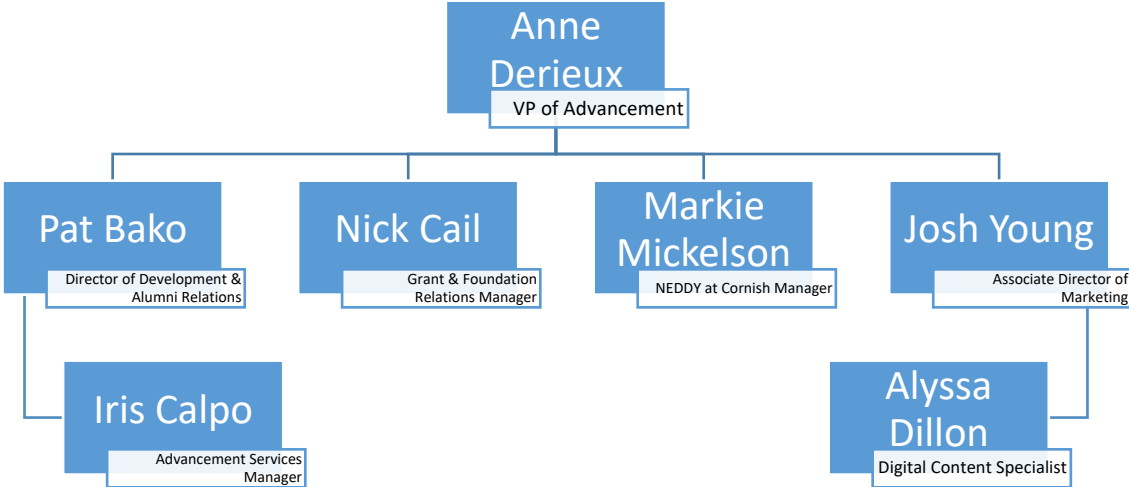 Anne
Derieux
VP of Advancement
Pat Bako
Director of Development &
Alumni Relations
Nick Cail
Grant & Foundation
Relations Manager
Markie
Mickelson
NEDDY at Cornish Manager
Josh Young
Associate Director of
Marketing
Iris Calpo
Advancement Services
Manager
Alyssa
Dillon
Digital Content Specialist